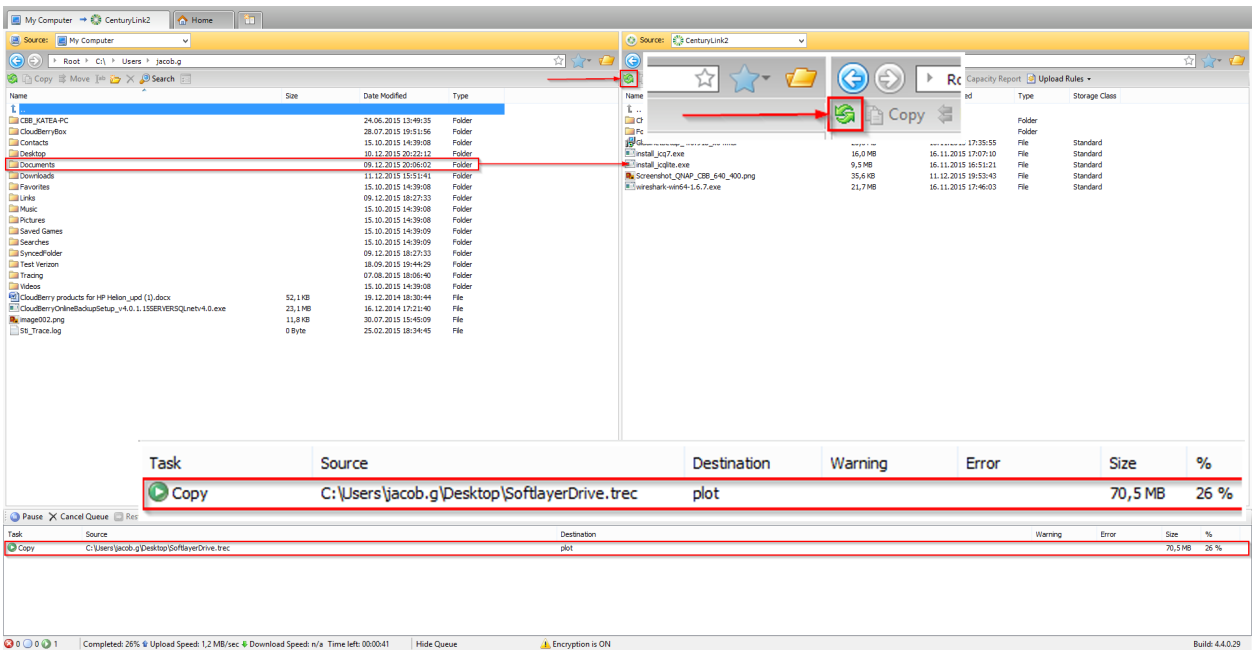 My Computer CenturyLink2 Home
Source: My Computer
Source: CenturyLink2
Root C:\ Users jacob.g
Copy Move Search
Copy
Capacity Report Upload Rules
Name Size Date Modified Type
Type Storage Class
..
CBB_KATEA-PC 24.06.2015 13:49:35 Folder
CloudBerryBox 28.07.2015 19:51:56 Folder
Contacts 15.10.2015 14:39:08 Folder
Desktop 10.12.2015 20:22:12 Folder
Documents 09.12.2015 20:06:02 Folder
Downloads 11.12.2015 15:51:41 Folder
Favorites 15.10.2015 14:39:08 Folder
Links 09.12.2015 18:27:33 Folder
Music 15.10.2015 14:39:08 Folder
Pictures 15.10.2015 14:39:08 Folder
Saved Games 15.10.2015 14:39:09 Folder
Searches 15.10.2015 14:39:09 Folder
SyncedFolder 09.12.2015 18:27:33 Folder
Test Verizon 18.09.2015 19:44:29 Folder
Tracing 07.08.2015 18:06:40 Folder
Videos 15.10.2015 14:39:08 Folder
CloudBerry products for HP Helion_upd (1).docx 52,1 KB 19.12.2014 18:30:44 File
CloudBerryOnlineBackupSetup_v4.0.1.15SERVERSQLnetv4.0.exe 23,1 MB 16.12.2014 17:21:40 File
image002.png 11,8 KB 30.07.2015 15:45:09 File
Sti_Trace.log 0 Byte 25.02.2015 18:34:45 File
..
Folder
Folder
17:35:55 File Standard
install_icq7.exe 16,0 MB 16.11.2015 17:07:10 File Standard
install_icqlite.exe 9,5 MB 16.11.2015 16:51:21 File Standard
Screenshot_QNAP_CBB_640_400.png 35,6 KB 11.12.2015 19:53:43 File Standard
wireshark-win64-1.6.7.exe 21,7 MB 16.11.2015 17:46:03 File Standard
Task Source Destination Warning Error Size %
Copy C:\Users\jacob.g\Desktop\SoftlayerDrive.trec plot 70,5 MB 26 %
Pause Cancel Queue
Task Source Destination Warning Error Size %
Copy C:\Users\jacob.g\Desktop\SoftlayerDrive.trec plot 70,5 MB 26 %
0 0 1 Completed: 26% Upload Speed: 1,2 MB/sec Download Speed: n/a Time left: 00:00:41 Hide Queue Encryption is ON Build: 4.4.0.29